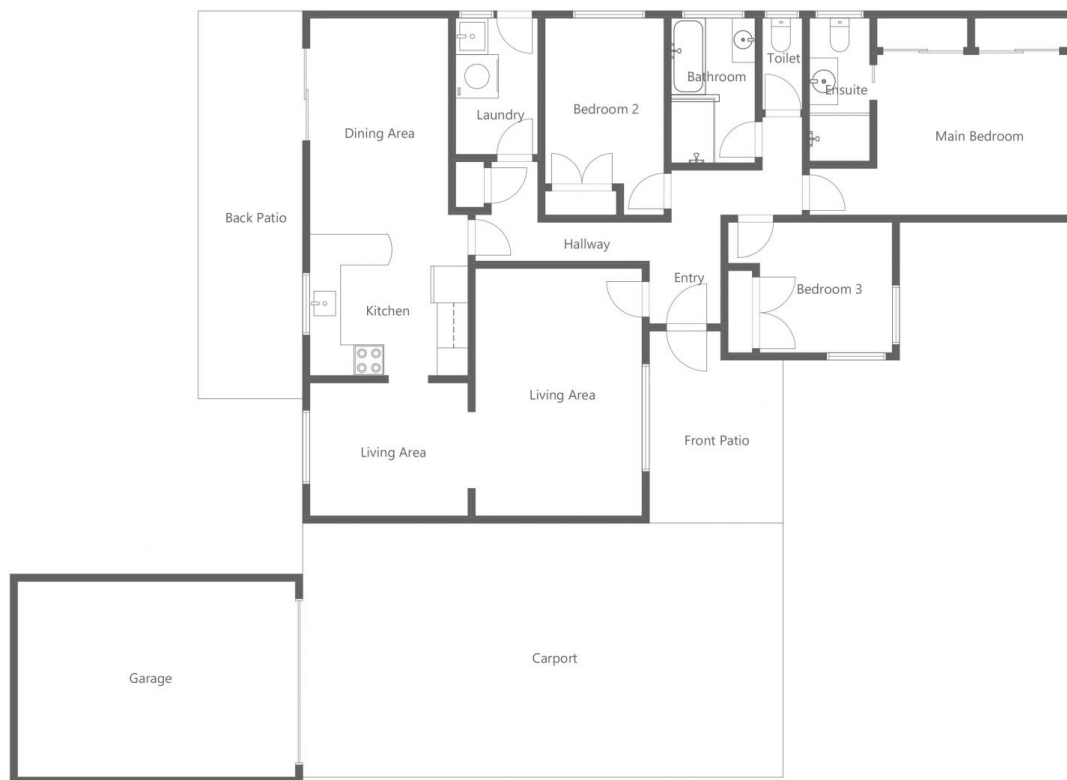 Toilet
Bathroom
Ensuite
Bedroom 2
Laundry
Dining Area
Main Bedroom
Back Patio
Hallway
Entry
Bedroom 3
Kitchen
Living Area
Front Patio
Living Area
Carport
Garage